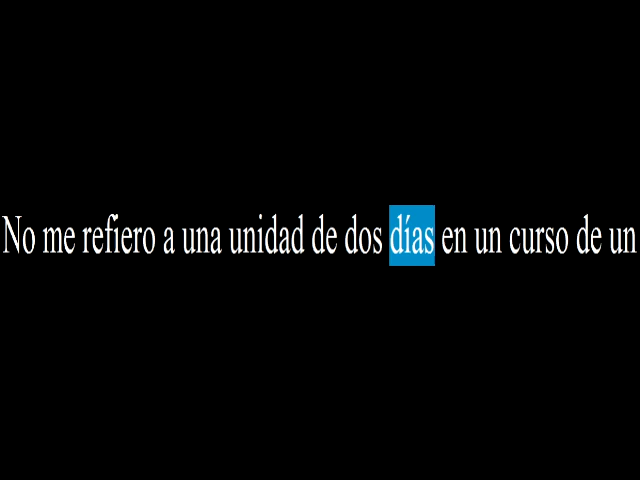 No me refiero a una unidad de dos días en un curso de un